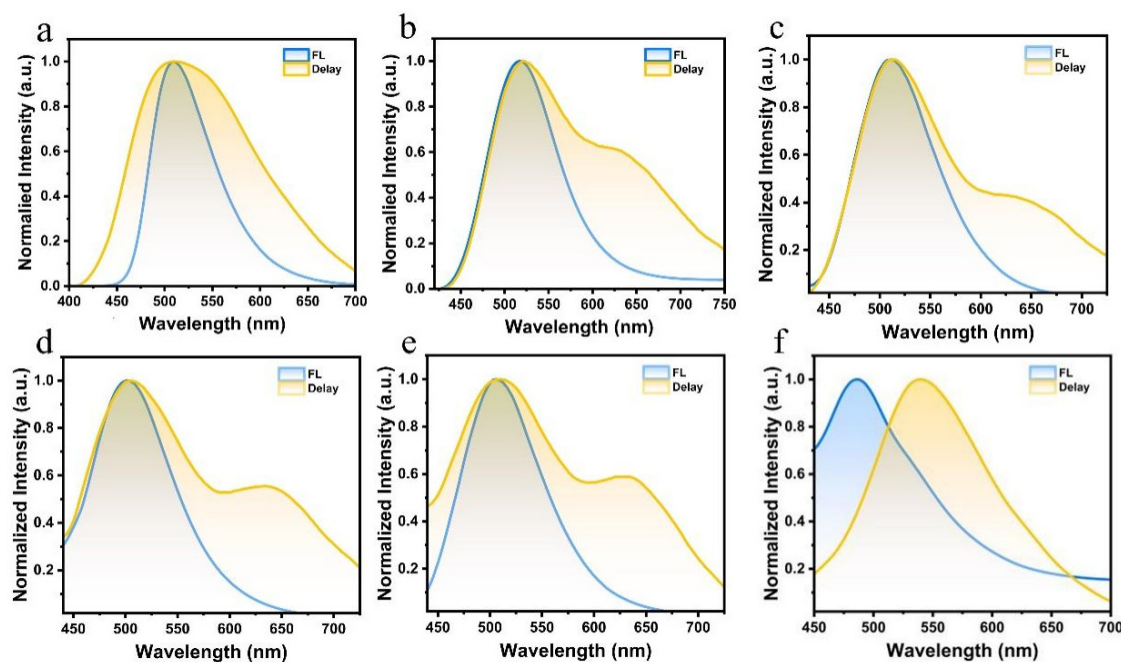 a
Normalied Intensity (a.u.)
1.0
0.8
0.6
0.4
0.2
0.0
FL
Delay
400 450 500 550 600 650 700
Wavelength (nm)
b
Normalied Intensity (a.u.)
1.0
0.8
0.6
0.4
0.2
0.0
FL
Delay
450 500 550 600 650 700 750
Wavelength (nm)
c
Normalized Intensity (a.u.)
1.0
0.8
0.6
0.4
0.2
FL
Delay
450 500 550 600 650 700
Wavelength (nm)
d
Normalized Intensity (a.u.)
1.0
0.8
0.6
0.4
0.2
FL
Delay
450 500 550 600 650 700
Wavelength (nm)
e
Normalized Intensity (a.u.)
1.0
0.8
0.6
0.4
0.2
FL
Delay
450 500 550 600 650 700
Wavelength (nm)
f
Normalized Intensity (a.u.)
1.0
0.8
0.6
0.4
0.2
FL
Delay
450 500 550 600 650 700
Wavelength (nm)